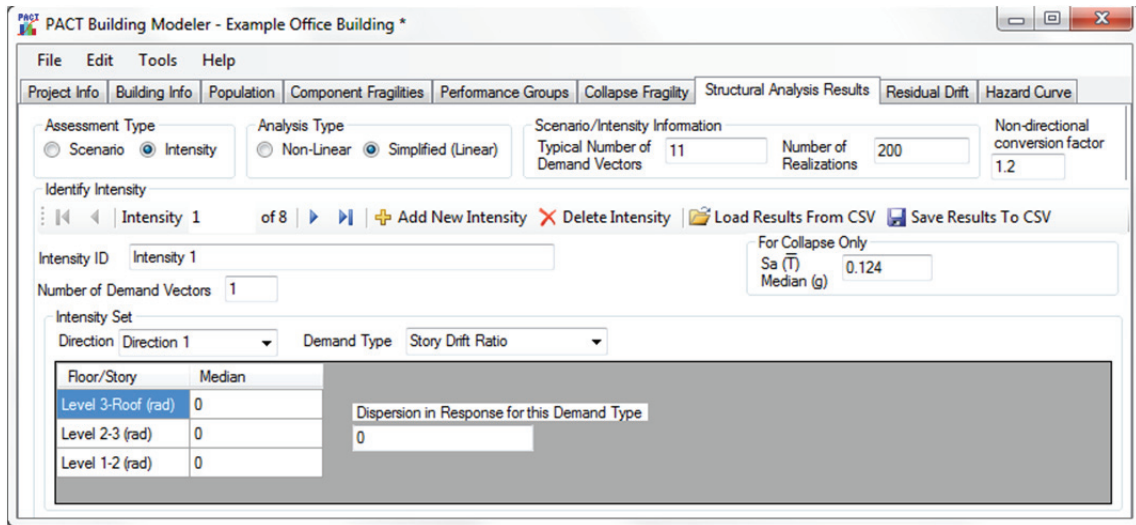 PACT PACT Building Modeler - Example Office Building *
File Edit Tools Help
Project Info Building Info Population Component Fragilities Performance Groups Collapse Fragility Structural Analysis Results Residual Drift Hazard Curve
Assessment Type Analysis Type Scenario/Intensity Information Non-directional
Scenario Intensity Non-Linear Simplified (Linear) Typical Number of 11 Number of 200 conversion factor
Demand Vectors Realizations 1.2
Identify Intensity
Intensity 1 of 8 Add New Intensity Delete Intensity Load Results From CSV Save Results To CSV
For Collapse Only
Intensity ID Intensity 1 Sa (T̅) 0.124
Median (g)
Number of Demand Vectors 1
Intensity Set
Direction Direction 1 Demand Type Story Drift Ratio
Floor/Story Median
Level 3-Roof (rad) 0 Dispersion in Response for this Demand Type
Level 2-3 (rad) 0 0
Level 1-2 (rad) 0